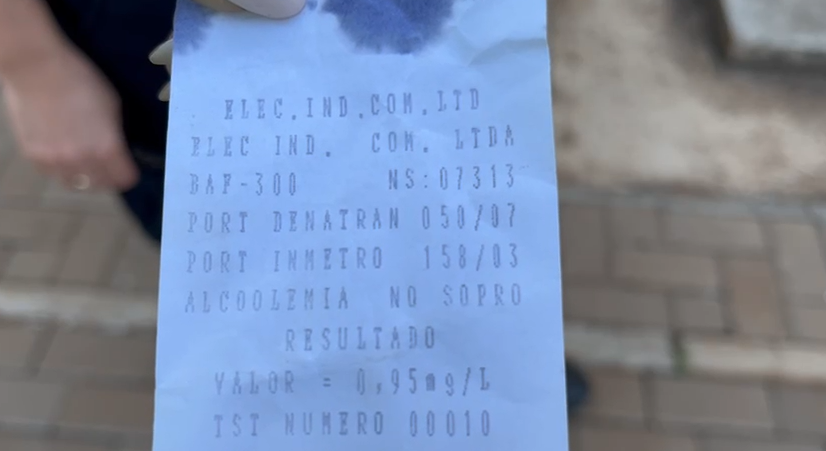 ELEC.IND.COM.LTD
ELEC IND. COM. LTDA
BAF-300 NS:07313
PORT DENATRAN 050/07
PORT INMETRO 158/03
ALCOOLEMIA NO SOPRO
RESULTADO
VALOR = 0,95mg/L
TST NUMERO 00010